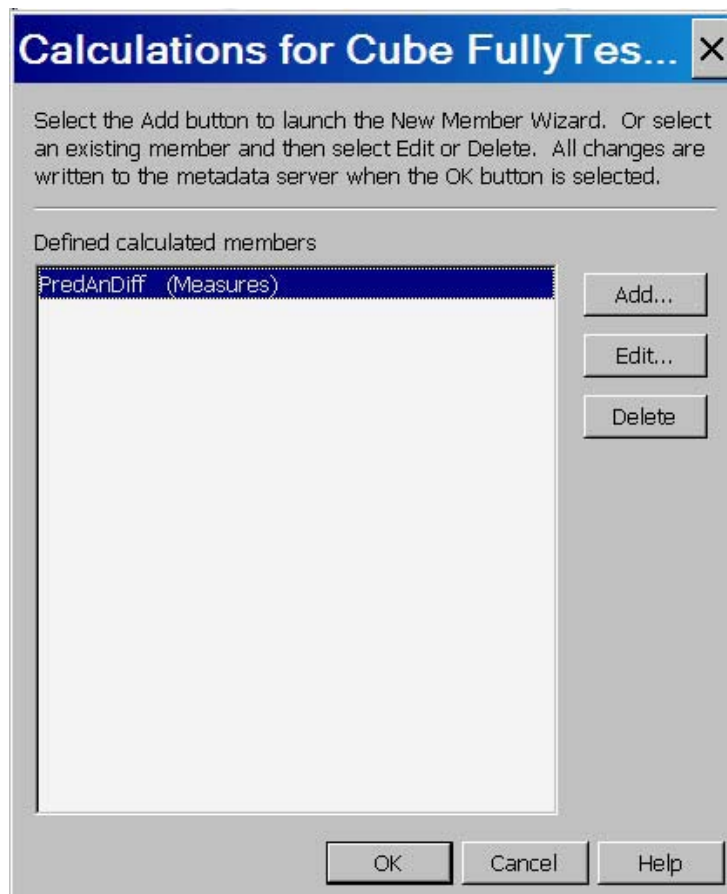 Calculations for Cube FullyTes...
Select the Add button to launch the New Member Wizard. Or select
an existing member and then select Edit or Delete. All changes are
written to the metadata server when the OK button is selected.
Defined calculated members
PredAnDiff (Measures)
Add...
Edit...
Delete
OK
Cancel
Help